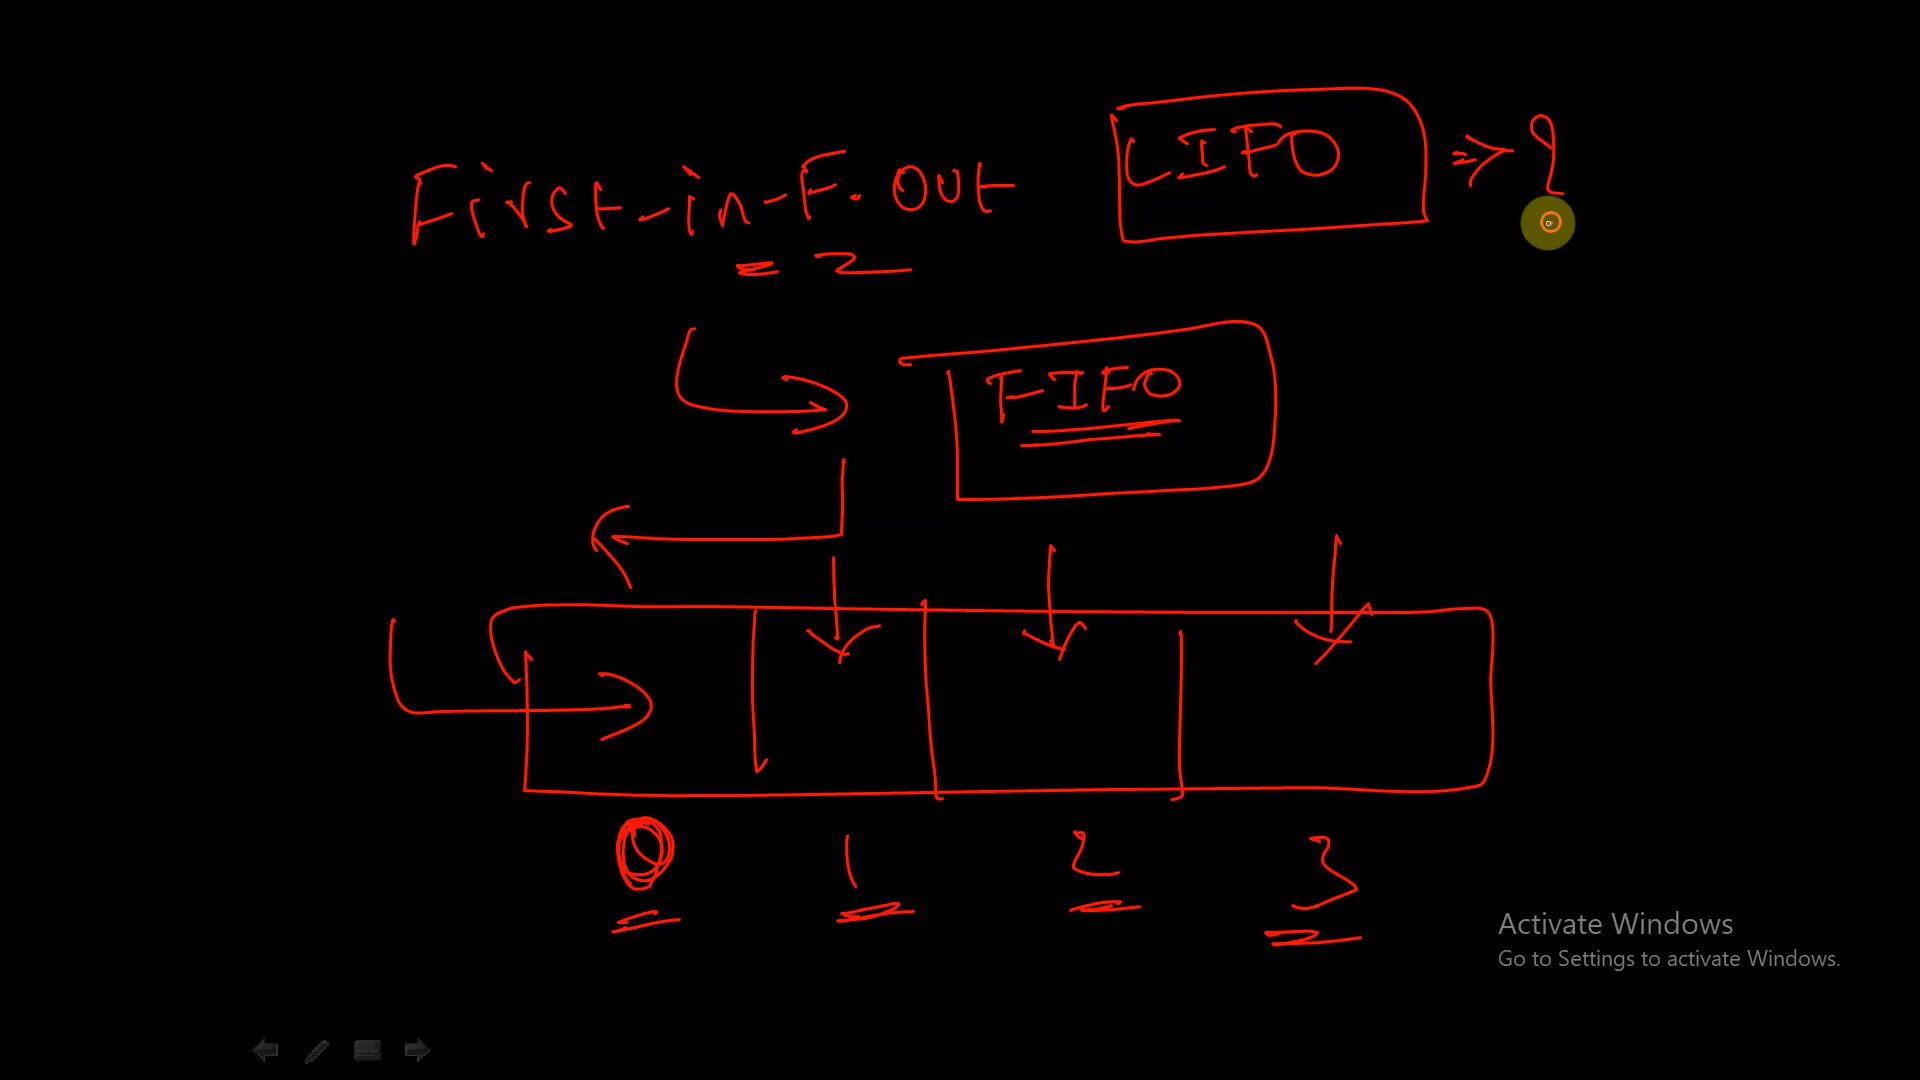 First-in-F.Out
LIFO => ?
FIFO
0 1 2 3
Activate Windows
Go to Settings to activate Windows.